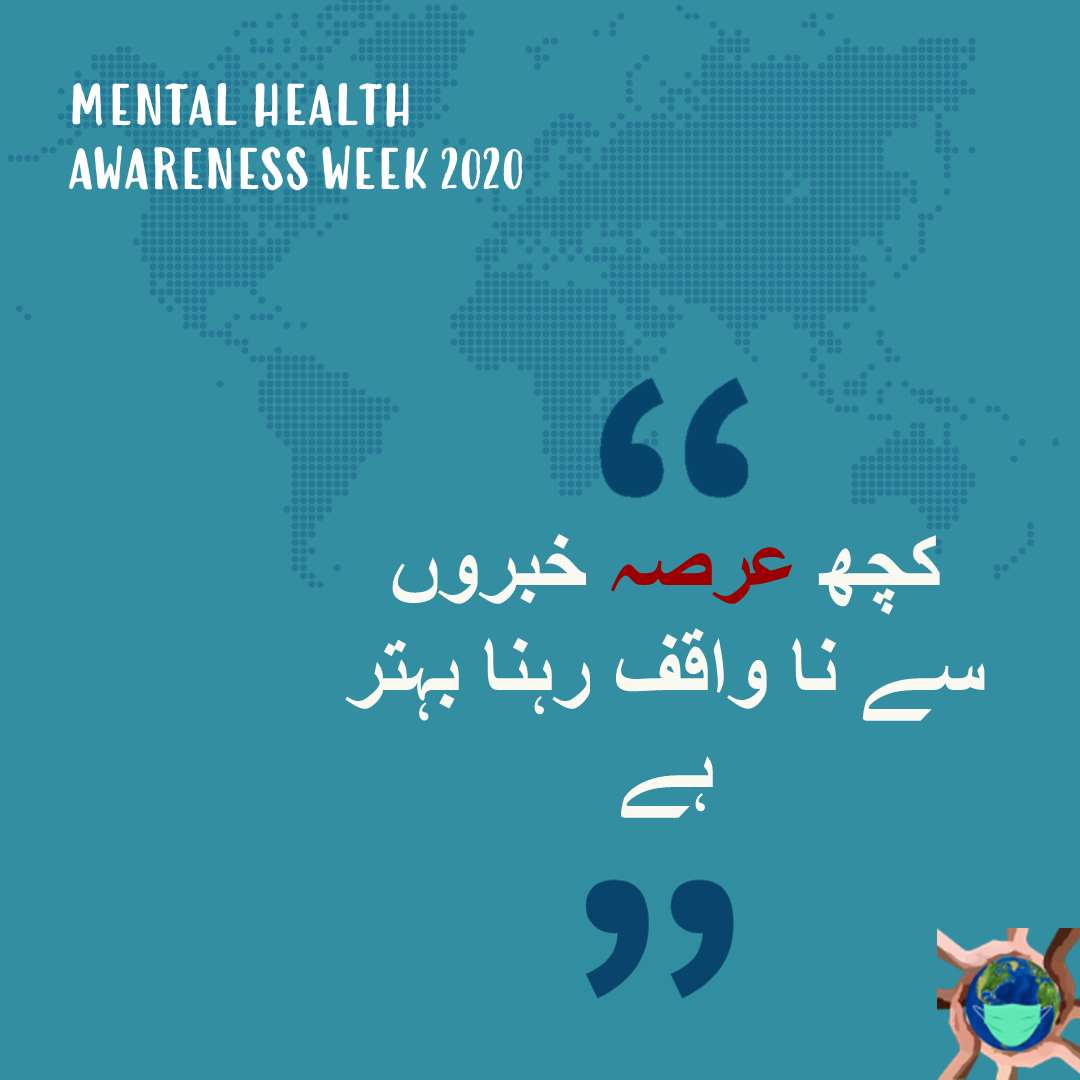 MENTAL HEALTH
AWARENESS WEEK 2020
“
کچھ عرصہ خبروں
سے نا واقف رہنا بہتر
ہے
”